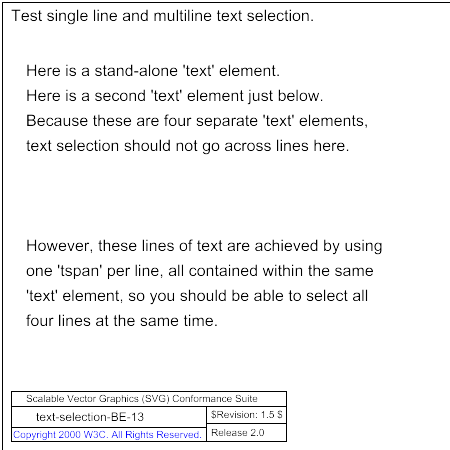 Test single line and multiline text selection.
Here is a stand-alone 'text' element.
Here is a second 'text' element just below.
Because these are four separate 'text' elements,
text selection should not go across lines here.
However, these lines of text are achieved by using
one 'tspan' per line, all contained within the same
'text' element, so you should be able to select all
four lines at the same time.
Scalable Vector Graphics (SVG) Conformance Suite
text-selection-BE-13
$Revision: 1.5 $
Copyright 2000 W3C. All Rights Reserved.
Release 2.0